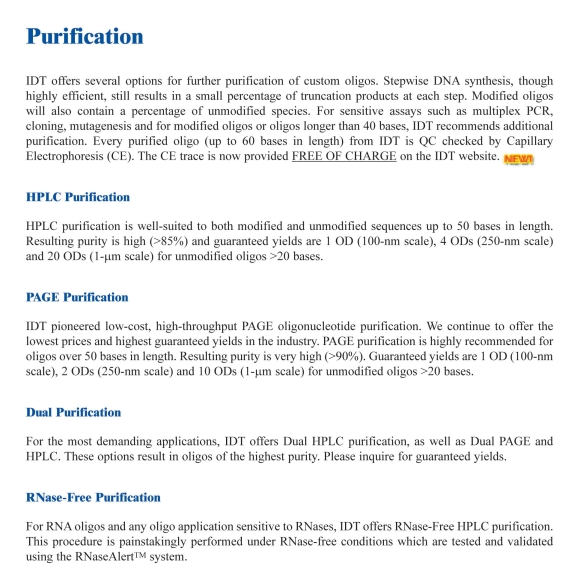 Purification
IDT offers several options for further purification of custom oligos. Stepwise DNA synthesis, though
highly efficient, still results in a small percentage of truncation products at each step. Modified oligos
will also contain a percentage of unmodified species. For sensitive assays such as multiplex PCR,
cloning, mutagenesis and for modified oligos or oligos longer than 40 bases, IDT recommends additional
purification. Every purified oligo (up to 60 bases in length) from IDT is QC checked by Capillary
Electrophoresis (CE). The CE trace is now provided FREE OF CHARGE on the IDT website. NEW!
HPLC Purification
HPLC purification is well-suited to both modified and unmodified sequences up to 50 bases in length.
Resulting purity is high (>85%) and guaranteed yields are 1 OD (100-nm scale), 4 ODs (250-nm scale)
and 20 ODs (1-µm scale) for unmodified oligos >20 bases.
PAGE Purification
IDT pioneered low-cost, high-throughput PAGE oligonucleotide purification. We continue to offer the
lowest prices and highest guaranteed yields in the industry. PAGE purification is highly recommended for
oligos over 50 bases in length. Resulting purity is very high (>90%). Guaranteed yields are 1 OD (100-nm
scale), 2 ODs (250-nm scale) and 10 ODs (1-µm scale) for unmodified oligos >20 bases.
Dual Purification
For the most demanding applications, IDT offers Dual HPLC purification, as well as Dual PAGE and
HPLC. These options result in oligos of the highest purity. Please inquire for guaranteed yields.
RNase-Free Purification
For RNA oligos and any oligo application sensitive to RNases, IDT offers RNase-Free HPLC purification.
This procedure is painstakingly performed under RNase-free conditions which are tested and validated
using the RNaseAlert™ system.